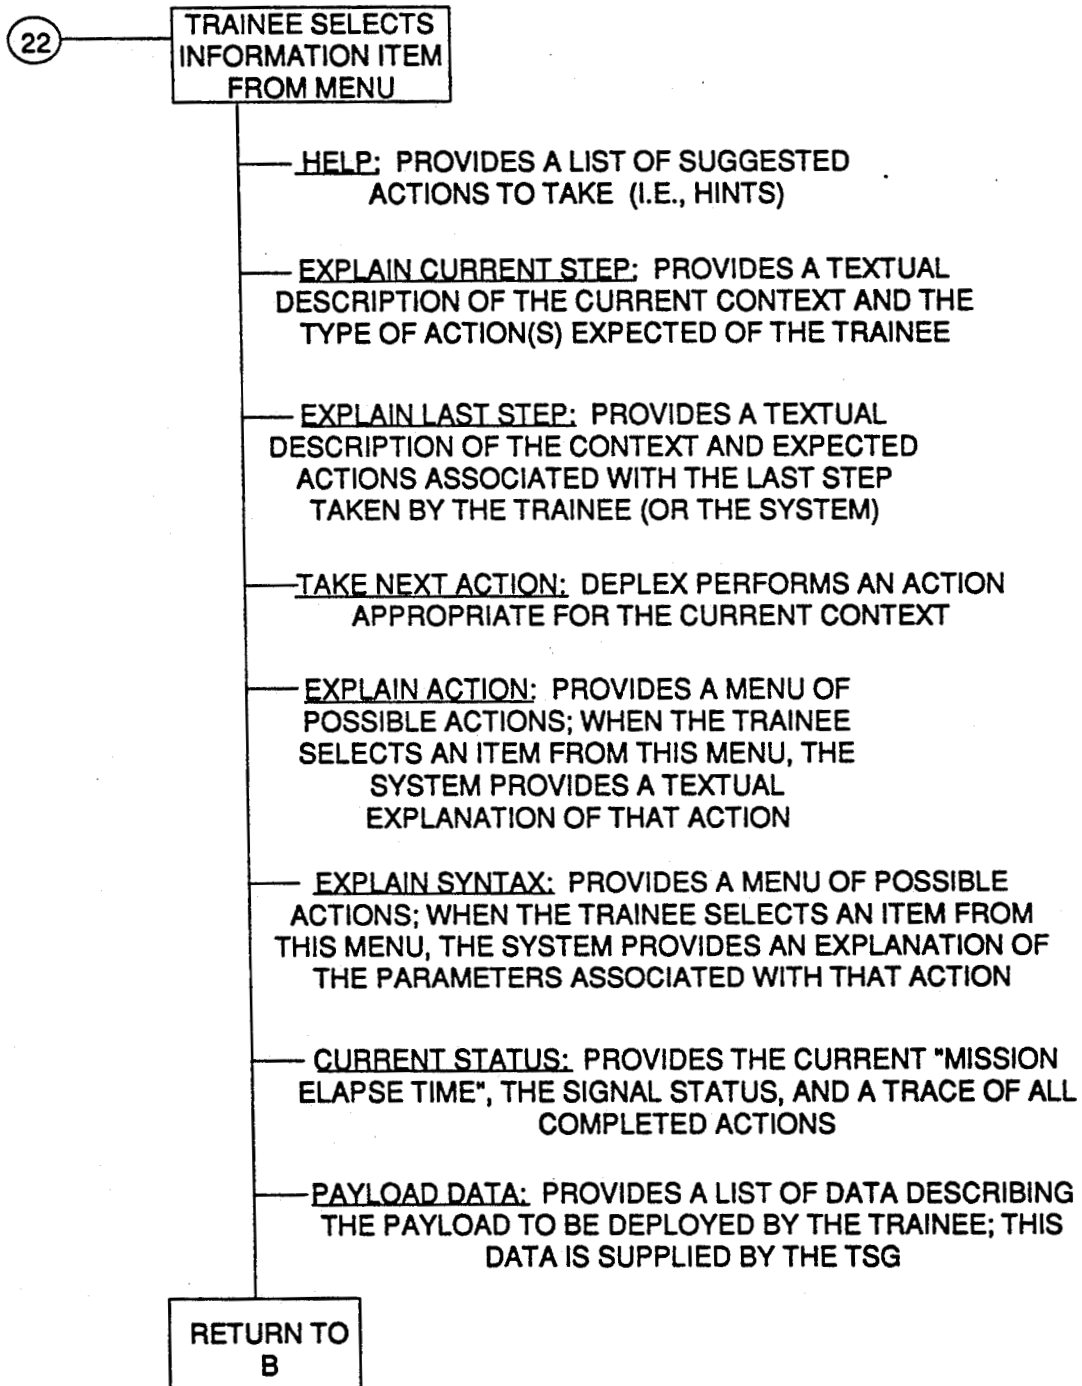 22
TRAINEE SELECTS
INFORMATION ITEM
FROM MENU
HELP: PROVIDES A LIST OF SUGGESTED
ACTIONS TO TAKE (I.E., HINTS)
EXPLAIN CURRENT STEP: PROVIDES A TEXTUAL
DESCRIPTION OF THE CURRENT CONTEXT AND THE
TYPE OF ACTION(S) EXPECTED OF THE TRAINEE
EXPLAIN LAST STEP: PROVIDES A TEXTUAL
DESCRIPTION OF THE CONTEXT AND EXPECTED
ACTIONS ASSOCIATED WITH THE LAST STEP
TAKEN BY THE TRAINEE (OR THE SYSTEM)
TAKE NEXT ACTION: DEPLEX PERFORMS AN ACTION
APPROPRIATE FOR THE CURRENT CONTEXT
EXPLAIN ACTION: PROVIDES A MENU OF
POSSIBLE ACTIONS; WHEN THE TRAINEE
SELECTS AN ITEM FROM THIS MENU, THE
SYSTEM PROVIDES A TEXTUAL
EXPLANATION OF THAT ACTION
EXPLAIN SYNTAX: PROVIDES A MENU OF POSSIBLE
ACTIONS; WHEN THE TRAINEE SELECTS AN ITEM FROM
THIS MENU, THE SYSTEM PROVIDES AN EXPLANATION OF
THE PARAMETERS ASSOCIATED WITH THAT ACTION
CURRENT STATUS: PROVIDES THE CURRENT "MISSION
ELAPSE TIME", THE SIGNAL STATUS, AND A TRACE OF ALL
COMPLETED ACTIONS
PAYLOAD DATA: PROVIDES A LIST OF DATA DESCRIBING
THE PAYLOAD TO BE DEPLOYED BY THE TRAINEE; THIS
DATA IS SUPPLIED BY THE TSG
RETURN TO
B